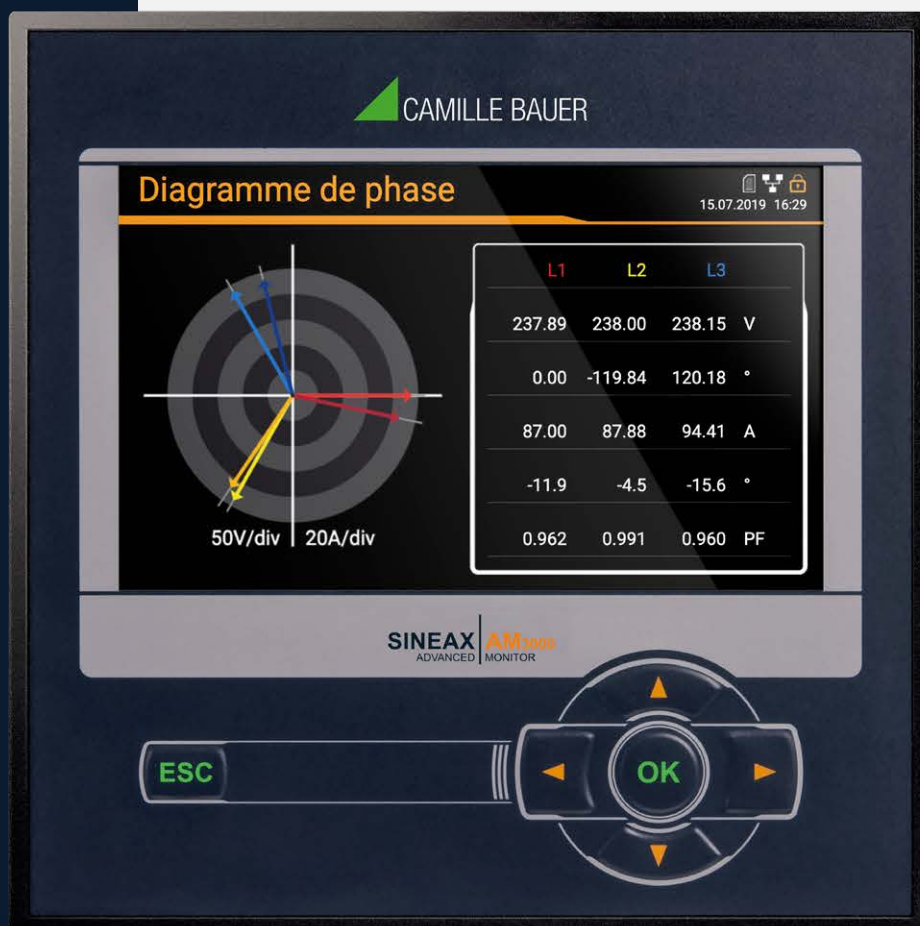 CAMILLE BAUER
Diagramme de phase
15.07.2019 16:29
L1 L2 L3
237.89 238.00 238.15 V
0.00 -119.84 120.18 °
87.00 87.88 94.41 A
-11.9 -4.5 -15.6 °
0.962 0.991 0.960 PF
50V/div 20A/div
SINEAX AM3000
ADVANCED MONITOR
ESC
OK